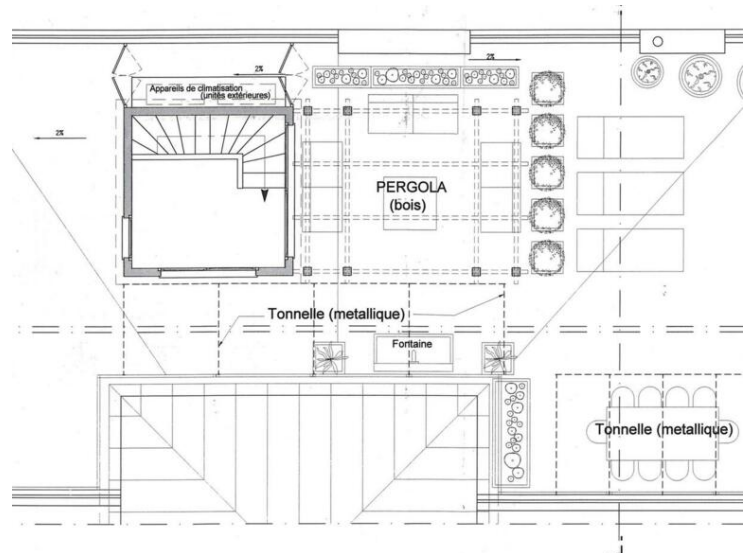 2%
2%
Appareils de climatisation
(unités extérieures)
2%
PERGOLA
(bois)
Tonnelle (metallique)
Fontaine
Tonnelle (metallique)